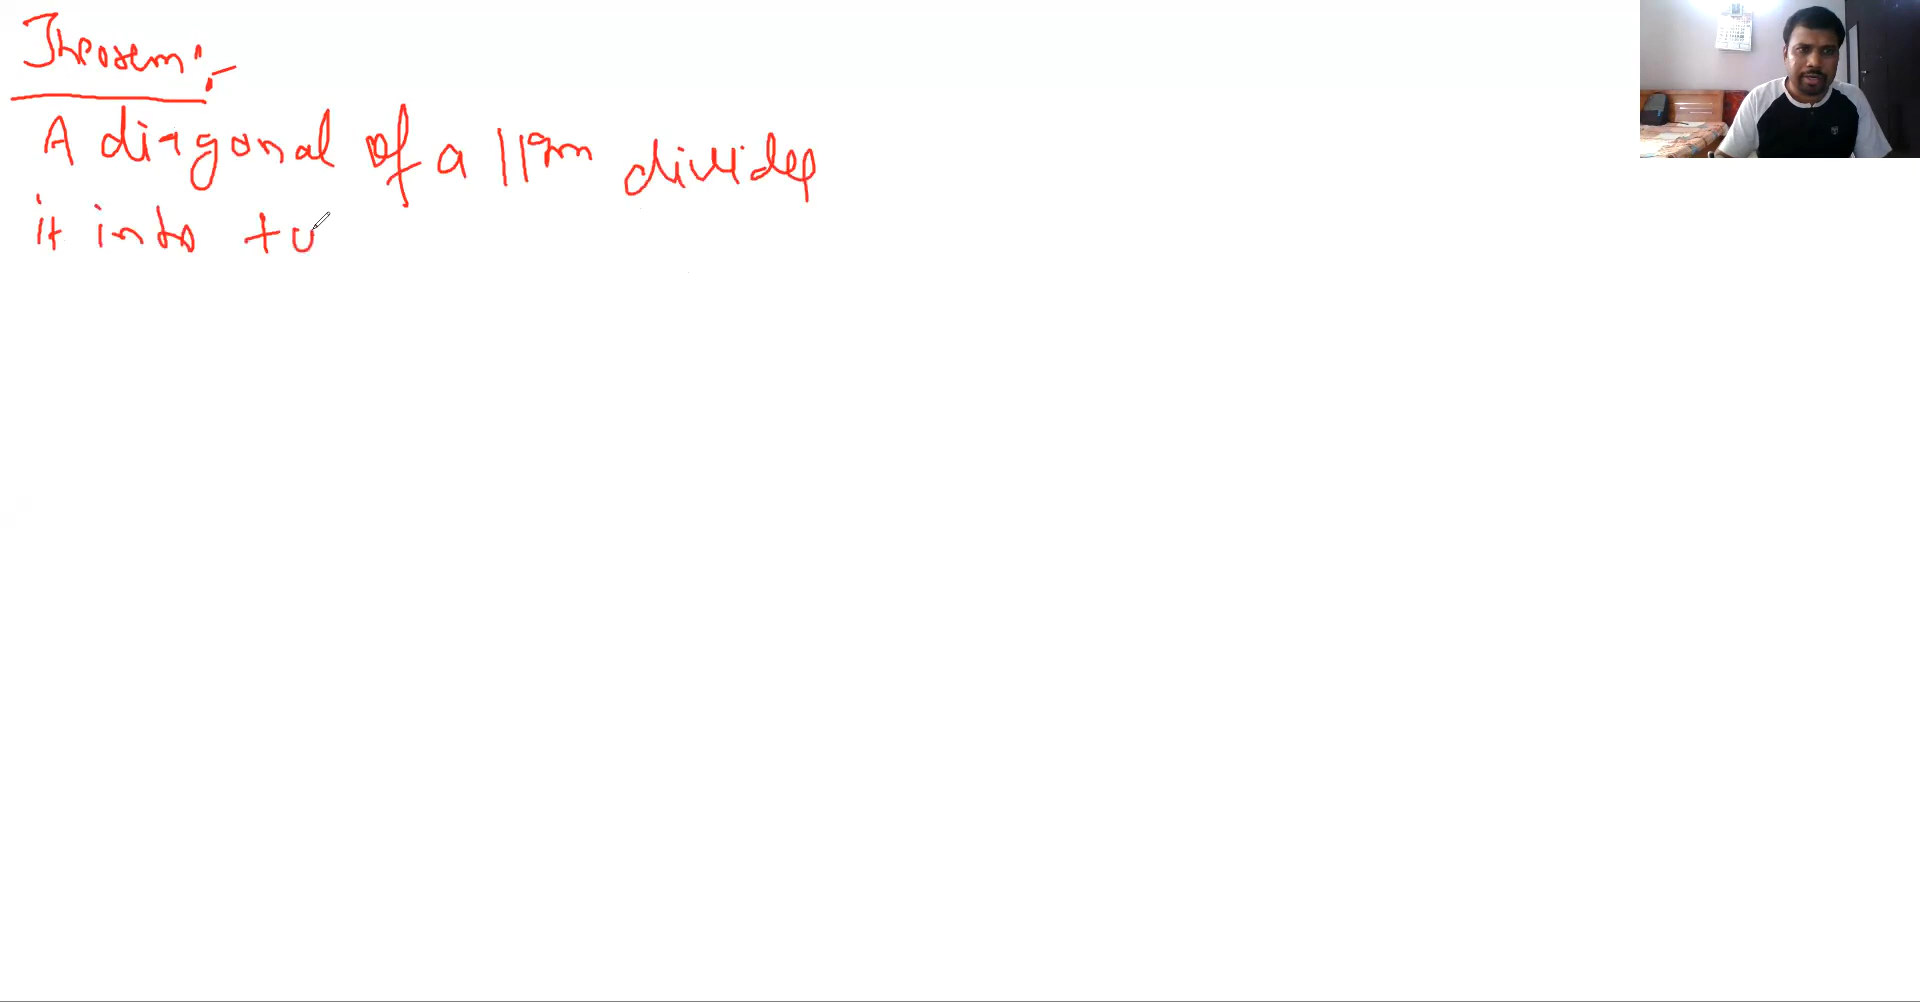 Theorem:-
A diagonal of a ||gm divides
it into tw